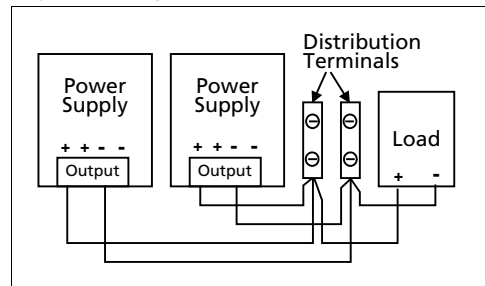 Distribution
Terminals
Power
Supply
+ + - -
Output
Power
Supply
+ + - -
Output
Load
+ -